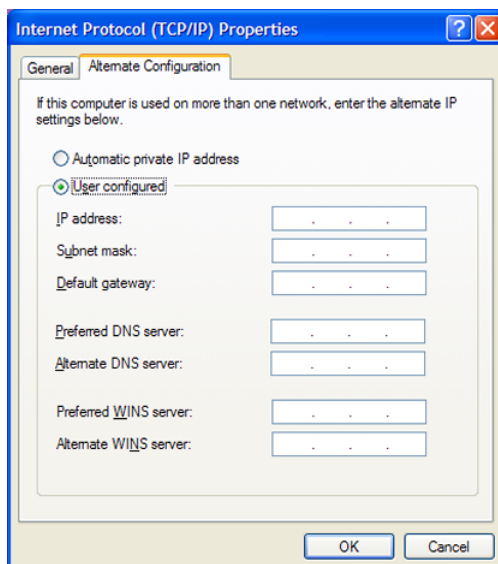 Internet Protocol (TCP/IP) Properties
General Alternate Configuration
If this computer is used on more than one network, enter the alternate IP
settings below.
Automatic private IP address
User configured
IP address:
Subnet mask:
Default gateway:
Preferred DNS server:
Alternate DNS server:
Preferred WINS server:
Alternate WINS server:
OK Cancel